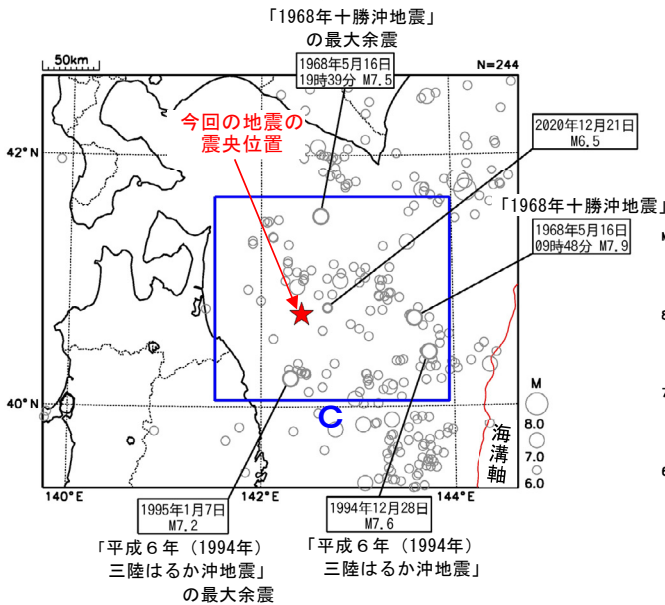 「1968年十勝沖地震」
の最大余震
50km
1968年5月16日
19時39分 M7.5
N=244
今回の地震の
震央位置
2020年12月21日
M6.5
42°N
「1968年十勝沖地震」
1968年5月16日
09時48分 M7.9
M
8.0
7.0
6.0
40°N
C
海溝軸
140°E
142°E
144°E
1995年1月7日
M7.2
1994年12月28日
M7.6
「平成６年（1994年）
三陸はるか沖地震」
の最大余震
「平成６年（1994年）
三陸はるか沖地震」